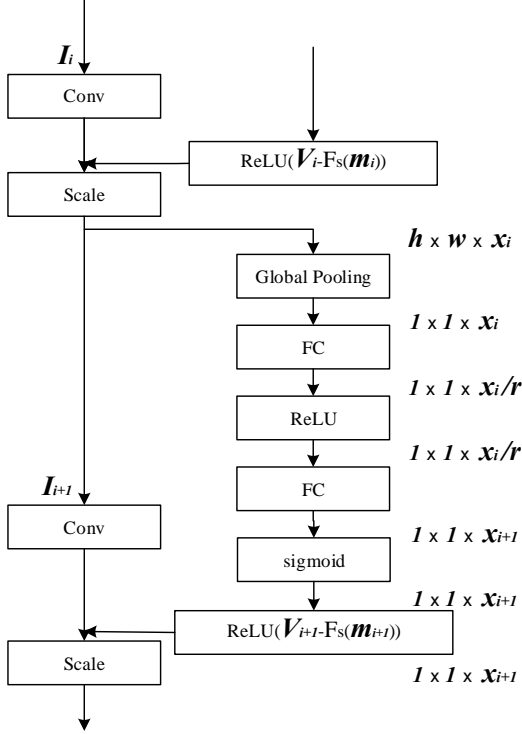 Ii
Conv
ReLU(Vi-Fs(mi))
Scale
h x w x xi
Global Pooling
1 x 1 x xi
FC
1 x 1 x xi/r
ReLU
1 x 1 x xi/r
Ii+1
FC
Conv
1 x 1 x xi+1
sigmoid
1 x 1 x xi+1
ReLU(Vi+1-Fs(mi+1))
Scale
1 x 1 x xi+1